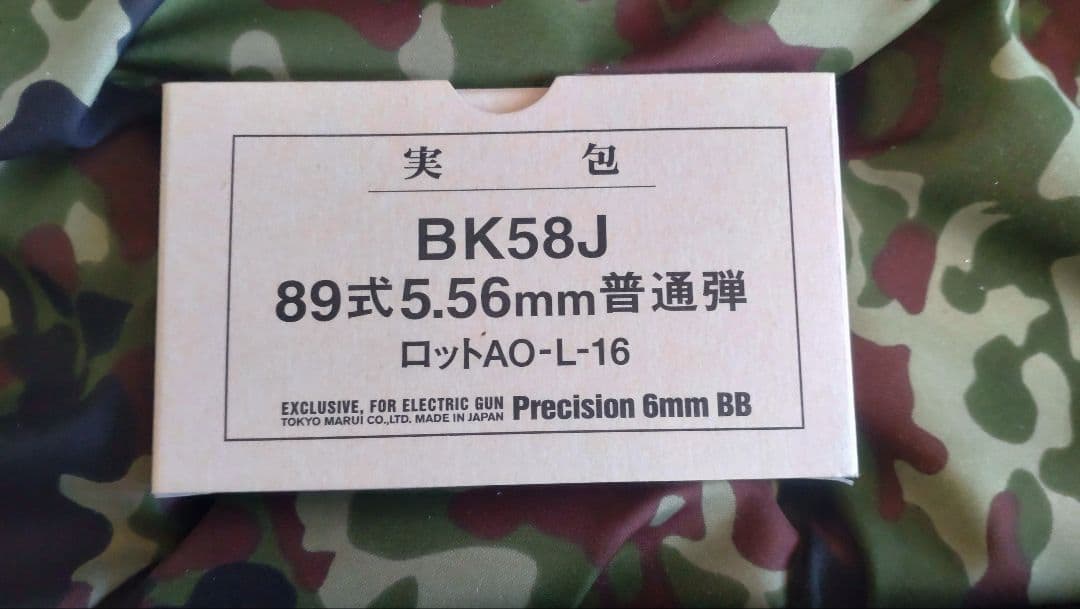 実包
BK58J
89式5.56mm普通弾
ロットAO-L-16
EXCLUSIVE, FOR ELECTRIC GUN Precision 6mm BB
TOKYO MARUI CO.,LTD. MADE IN JAPAN